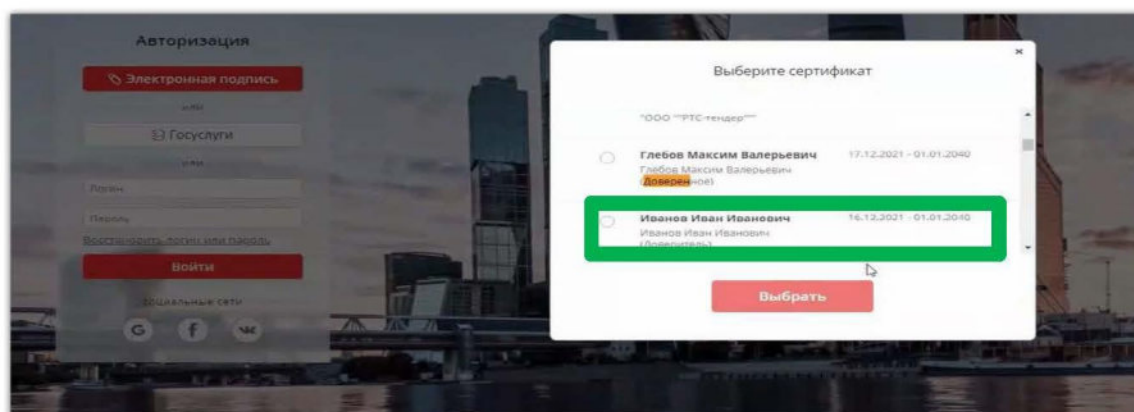 Авторизация
Электронная подпись
или
Госуслуги
или
Логин
Пароль
Восстановить логин или пароль
Войти
социальные сети
G f
Выберите сертификат
×
"ООО ""РТС-тендер"""
Глебов Максим Валерьевич 17.12.2021 - 01.01.2040
Глебов Максим Валерьевич
(Доверенное)
Иванов Иван Иванович 16.12.2021 - 01.01.2040
Иванов Иван Иванович
(Доверитель)
Выбрать